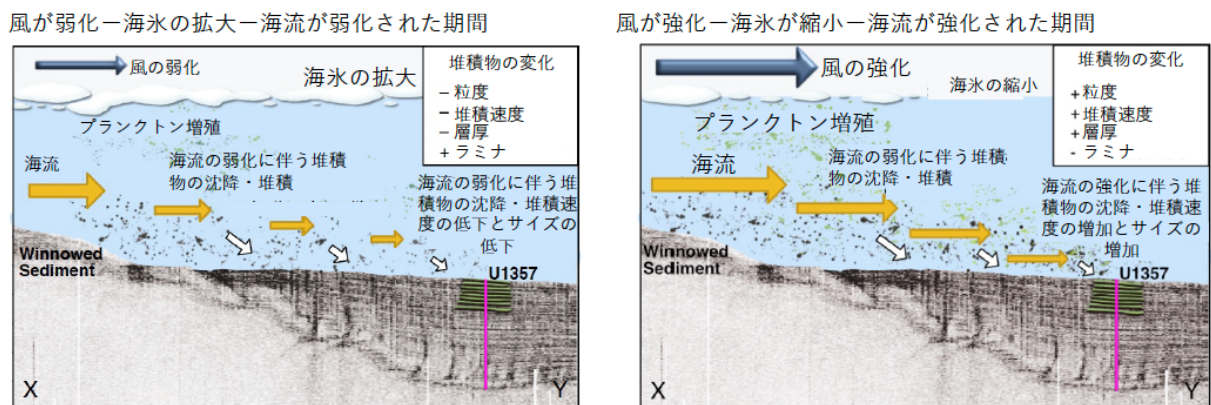 風が弱化ー海氷の拡大ー海流が弱化された期間
風の弱化
海氷の拡大
堆積物の変化
– 粒度
– 堆積速度
– 層厚
+ ラミナ
プランクトン増殖
海流
海流の弱化に伴う堆積
物の沈降・堆積
海流の弱化に伴う堆
積物の沈降・堆積速
度の低下とサイズの
低下
Winnowed
Sediment
U1357
X
Y
風が強化ー海氷が縮小ー海流が強化された期間
風の強化
海氷の縮小
堆積物の変化
+ 粒度
+ 堆積速度
+ 層厚
- ラミナ
プランクトン増殖
海流
海流の弱化に伴う堆積
物の沈降・堆積
海流の強化に伴う堆
積物の沈降・堆積速
度の増加とサイズの
増加
Winnowed
Sediment
U1357
X
Y